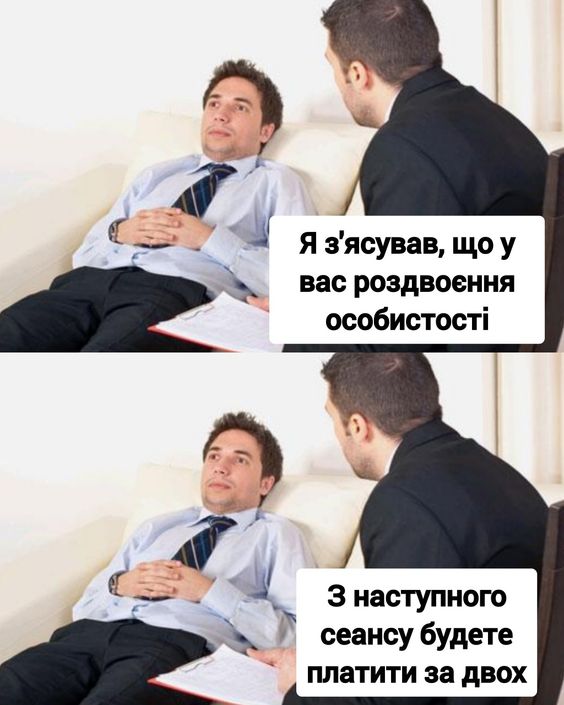 Я з'ясував, що у
вас роздвоєння
особистості
З наступного
сеансу будете
платити за двох